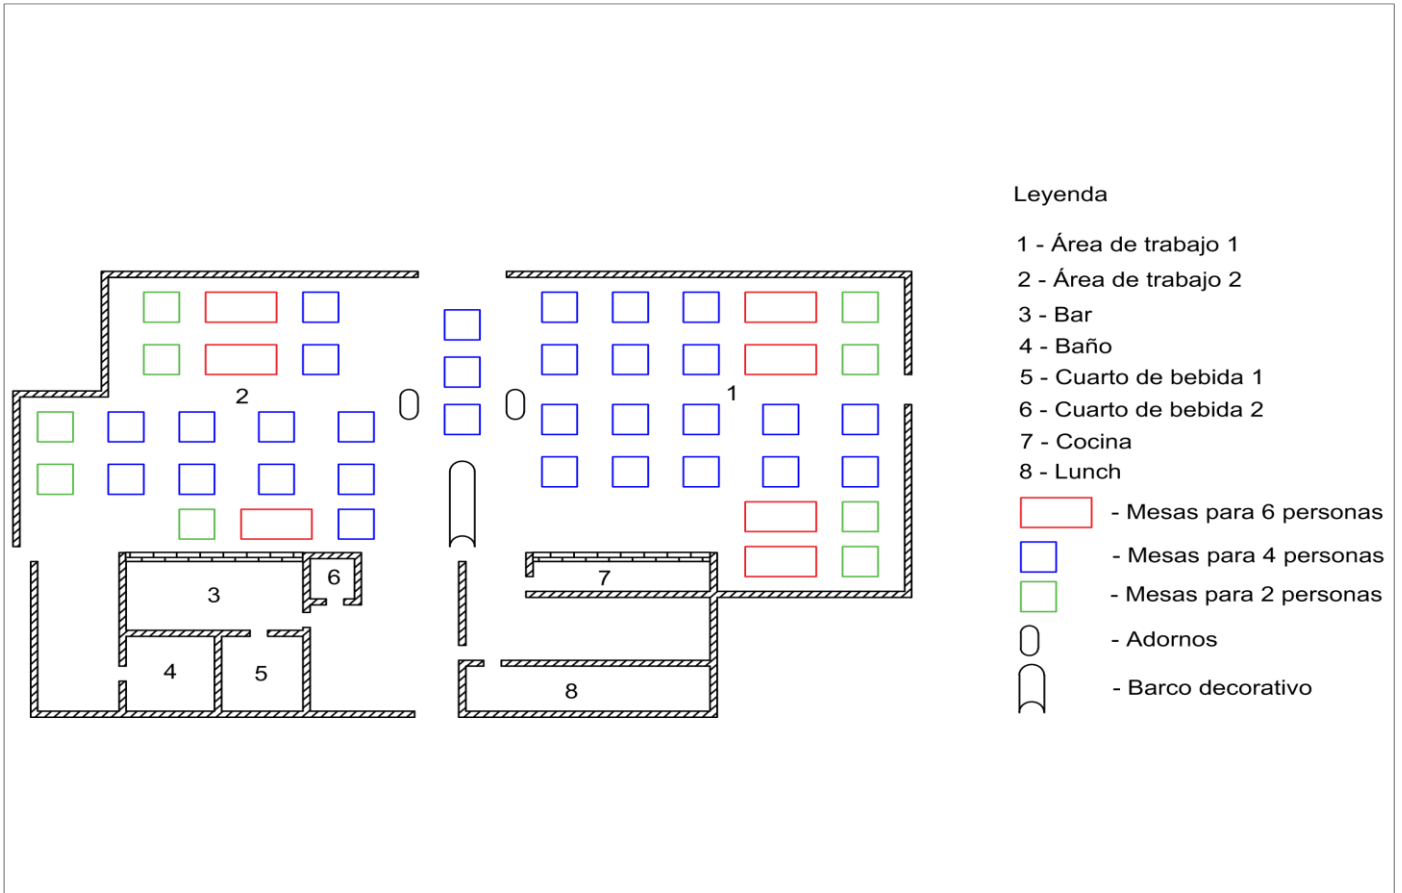 Leyenda
1 - Área de trabajo 1
2 - Área de trabajo 2
3 - Bar
4 - Baño
5 - Cuarto de bebida 1
6 - Cuarto de bebida 2
7 - Cocina
8 - Lunch
- Mesas para 6 personas
- Mesas para 4 personas
- Mesas para 2 personas
- Adornos
- Barco decorativo
2
1
3
6
7
4
5
8